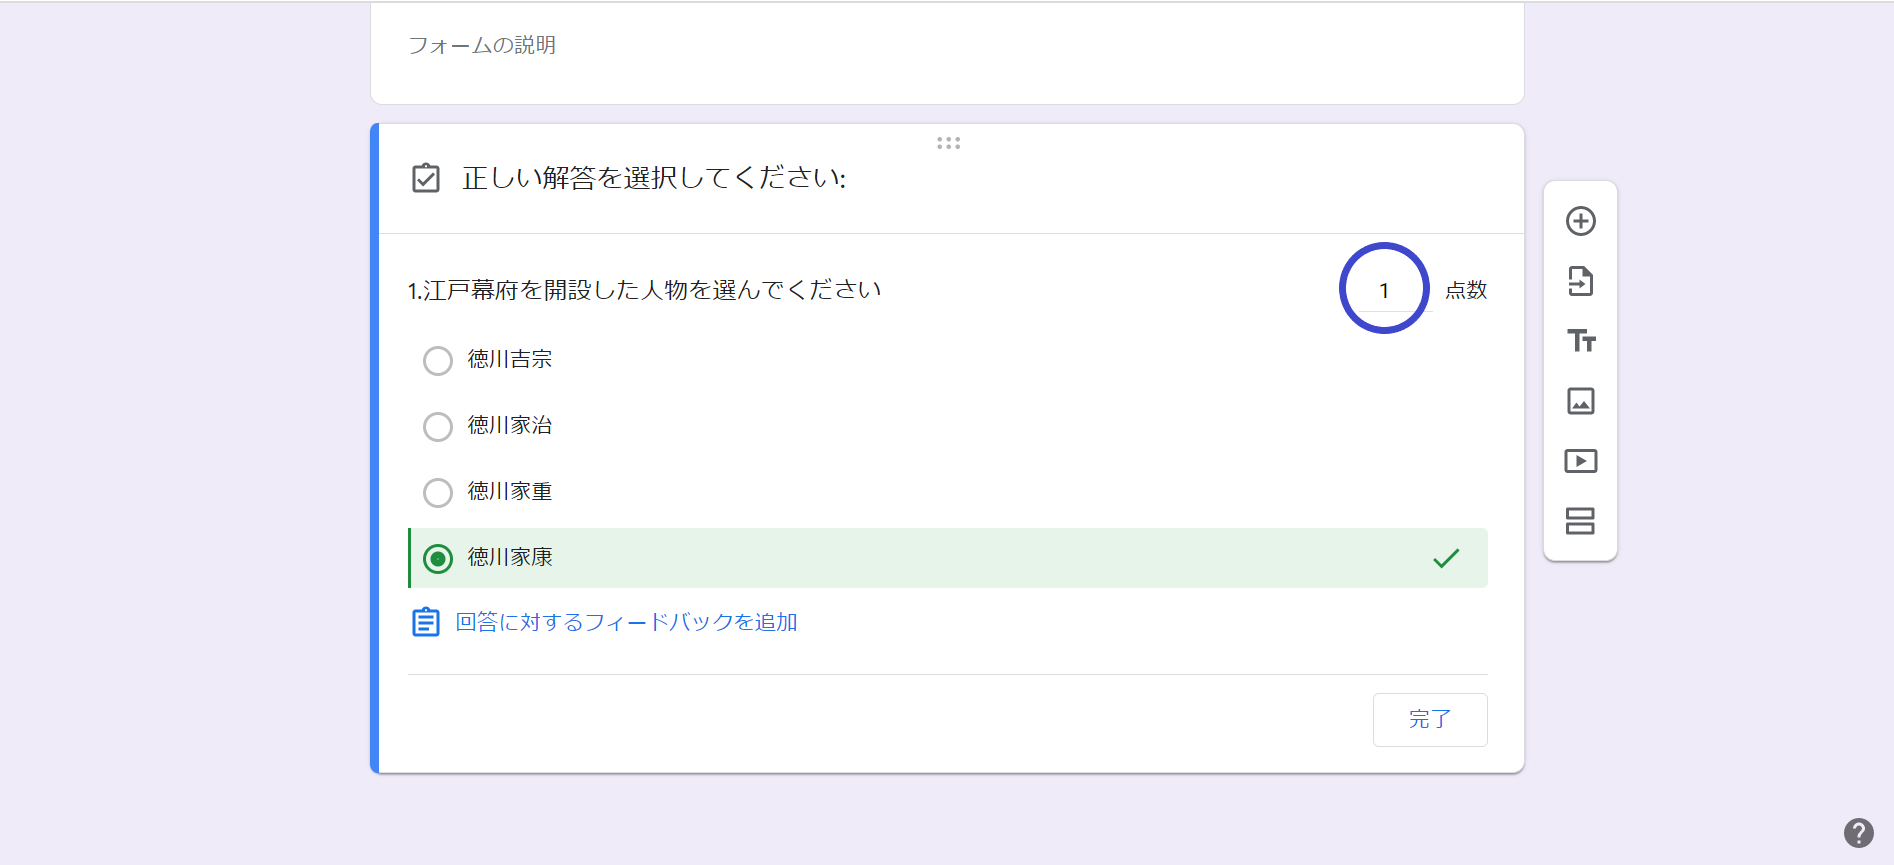 フォームの説明
正しい解答を選択してください:
1.江戸幕府を開設した人物を選んでください
1 点数
徳川吉宗
徳川家治
徳川家重
徳川家康
回答に対するフィードバックを追加
完了